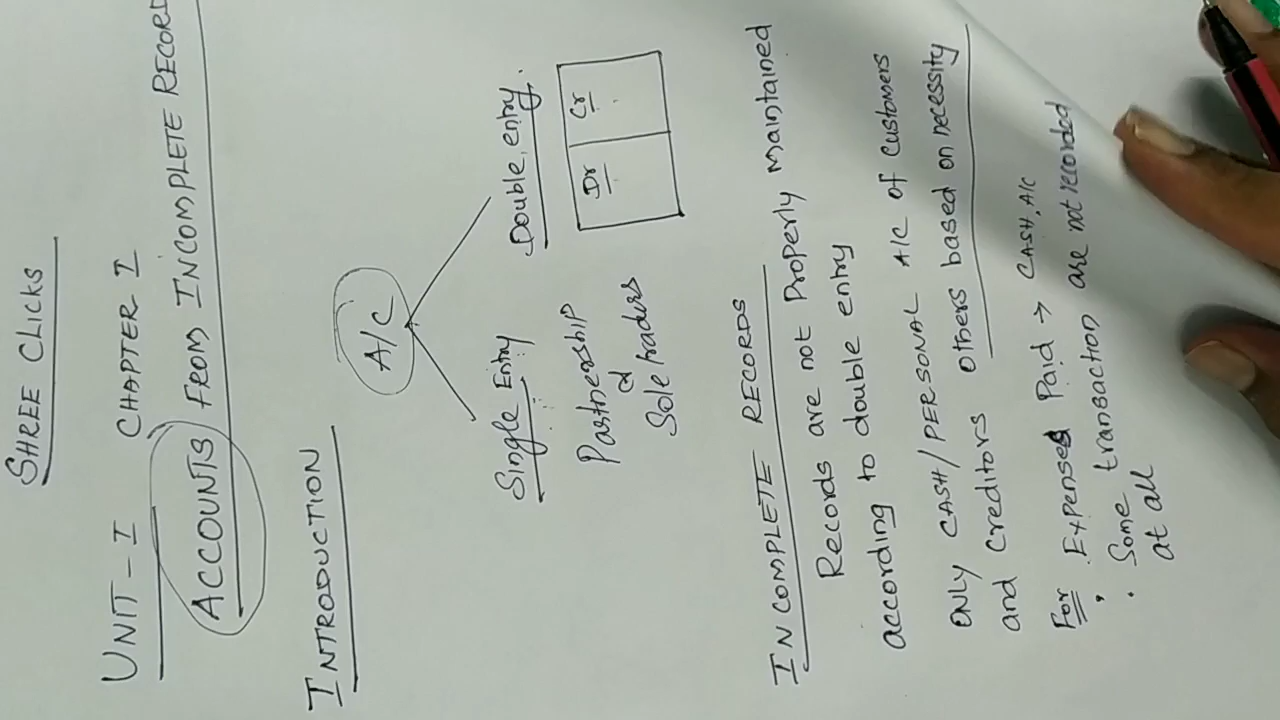 SHREE CLICKS
UNIT - I CHAPTER I
ACCOUNTS FROM INCOMPLETE RECORD
INTRODUCTION
A/C
Single Entry
Double entry.
Partnership
&
Sole traders
Dr Cr
INCOMPLETE RECORDS
Records are not Properly Maintained
according to double entry
ONLY CASH/PERSONAL A/C of Customers
and Creditors Others based on necessity
For Expenses Paid → CASH A/C
• Some transaction are not recorded
at all